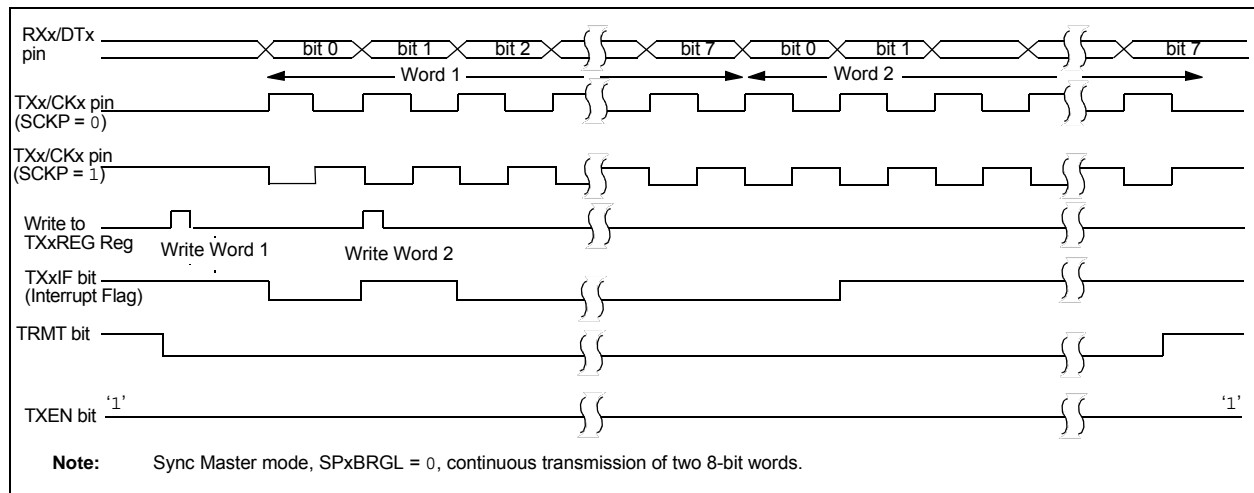 RXx/DTx
pin
bit 0 bit 1 bit 2 bit 7 bit 0 bit 1 bit 7
Word 1 Word 2
TXx/CKx pin
(SCKP = 0)
TXx/CKx pin
(SCKP = 1)
Write to
TXxREG Reg
Write Word 1 Write Word 2
TXxIF bit
(Interrupt Flag)
TRMT bit
TXEN bit ‘1’ ‘1’
Note: Sync Master mode, SPxBRGL = 0, continuous transmission of two 8-bit words.